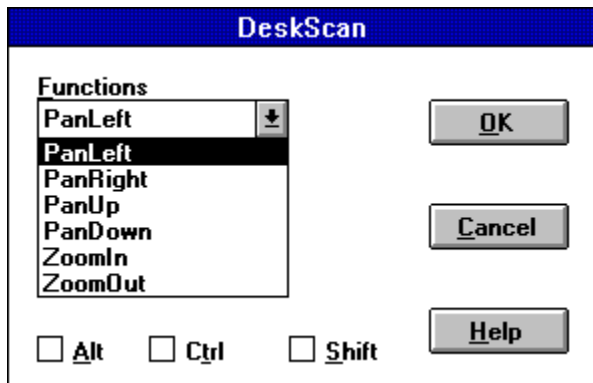 DeskScan
Functions
PanLeft
OK
PanLeft
PanRight
PanUp
PanDown
ZoomIn
ZoomOut
Cancel
Alt Ctrl Shift
Help